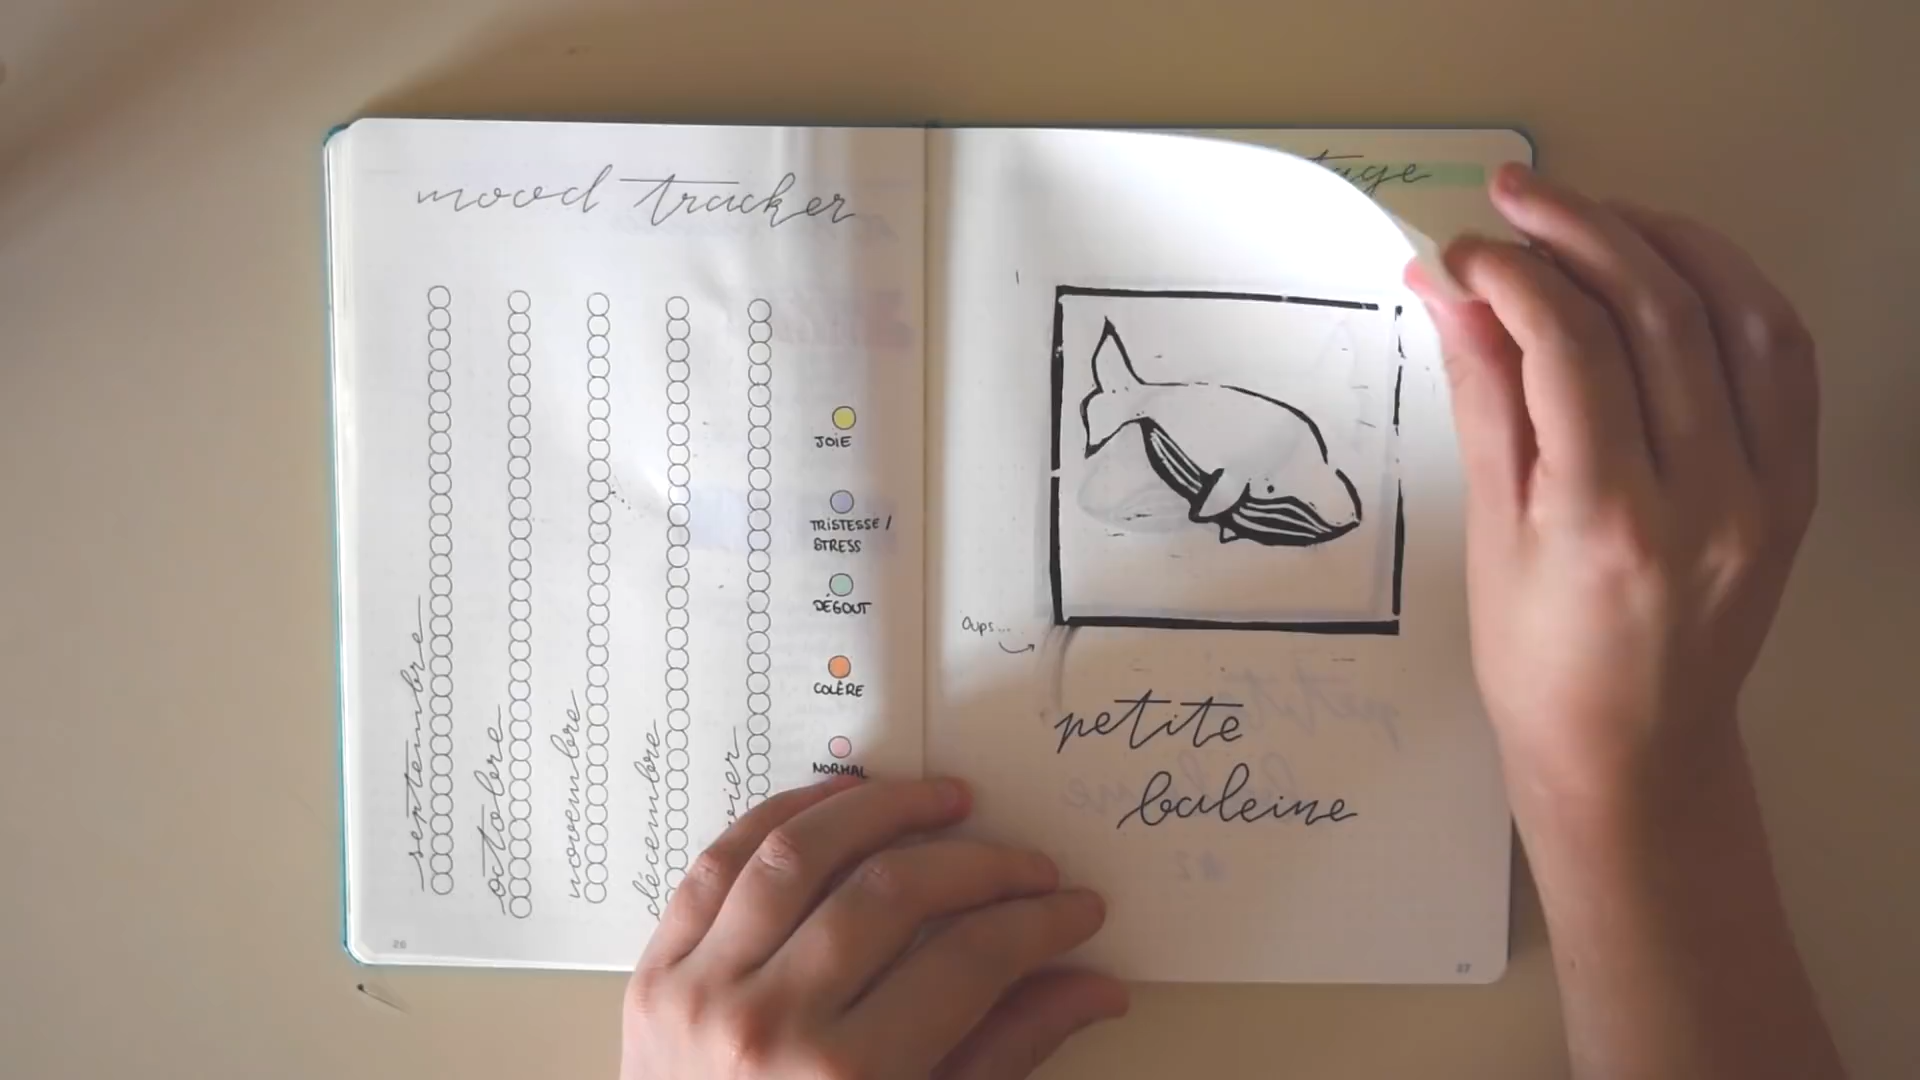 mood tracker
septembre
octobre
novembre
décembre
JOIE
TRISTESSE /
STRESS
DÉGOUT
COLÈRE
NORMAL
26
Oups...
petite
baleine
27